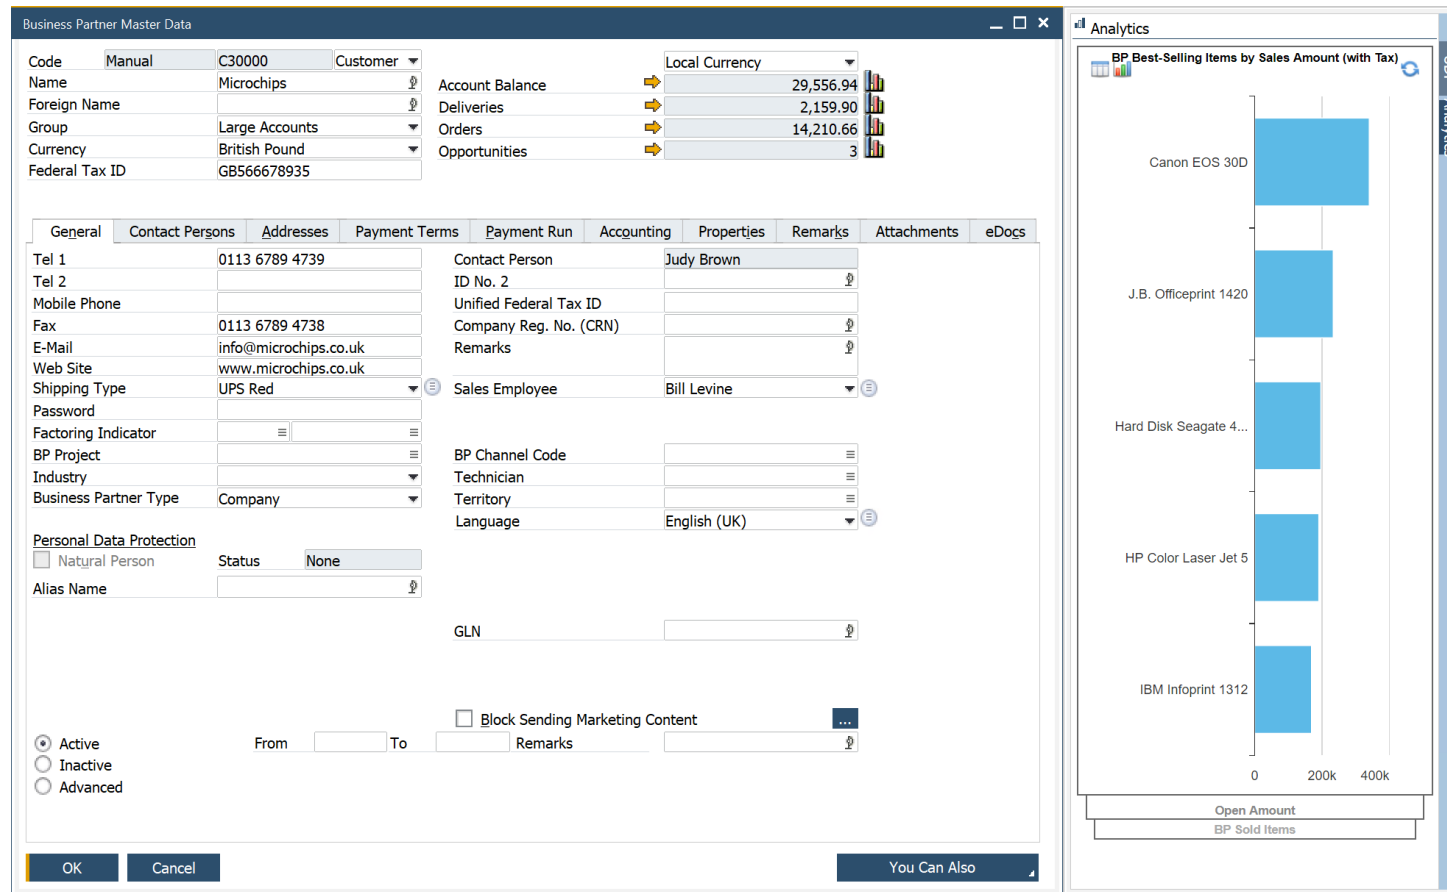 Business Partner Master Data
Code Manual C30000 Customer
Name Microchips
Foreign Name
Group Large Accounts
Currency British Pound
Federal Tax ID GB566678935
Local Currency
Account Balance 29,556.94
Deliveries 2,159.90
Orders 14,210.66
Opportunities 3
General Contact Persons Addresses Payment Terms Payment Run Accounting Properties Remarks Attachments eDocs
Tel 1 0113 6789 4739
Tel 2
Mobile Phone
Fax 0113 6789 4738
E-Mail info@microchips.co.uk
Web Site www.microchips.co.uk
Shipping Type UPS Red
Password
Factoring Indicator
BP Project
Industry
Business Partner Type Company
Personal Data Protection
Natural Person Status None
Alias Name
Contact Person Judy Brown
ID No. 2
Unified Federal Tax ID
Company Reg. No. (CRN)
Remarks
Sales Employee Bill Levine
BP Channel Code
Technician
Territory
Language English (UK)
GLN
Block Sending Marketing Content ...
Active From To Remarks
Inactive
Advanced
OK Cancel You Can Also
Analytics
BP Best-Selling Items by Sales Amount (with Tax)
Canon EOS 30D
J.B. Officeprint 1420
Hard Disk Seagate 4...
HP Color Laser Jet 5
IBM Infoprint 1312
0 200k 400k
Open Amount
BP Sold Items